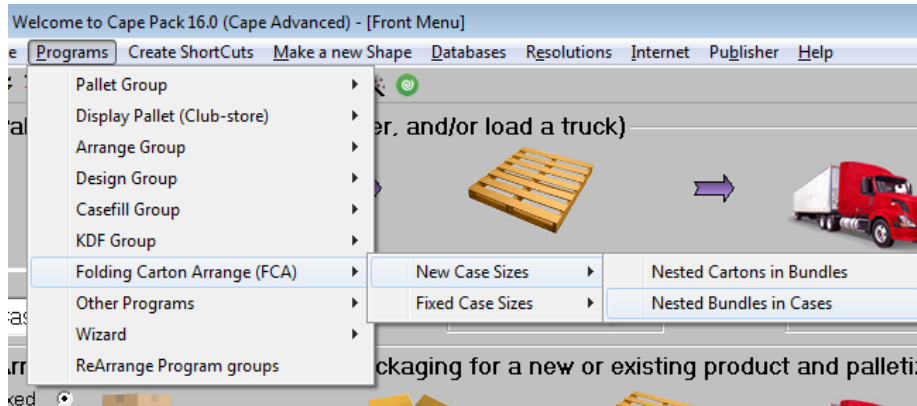 Welcome to Cape Pack 16.0 (Cape Advanced) - [Front Menu]
Programs Create ShortCuts Make a new Shape Databases Resolutions Internet Publisher Help
Pallet Group
Display Pallet (Club-store)
er, and/or load a truck)
Arrange Group
Design Group
Casefill Group
KDF Group
Folding Carton Arrange (FCA) New Case Sizes Nested Cartons in Bundles
Other Programs Fixed Case Sizes Nested Bundles in Cases
Wizard
ReArrange Program groups
ckaging for a new or existing product and palleti